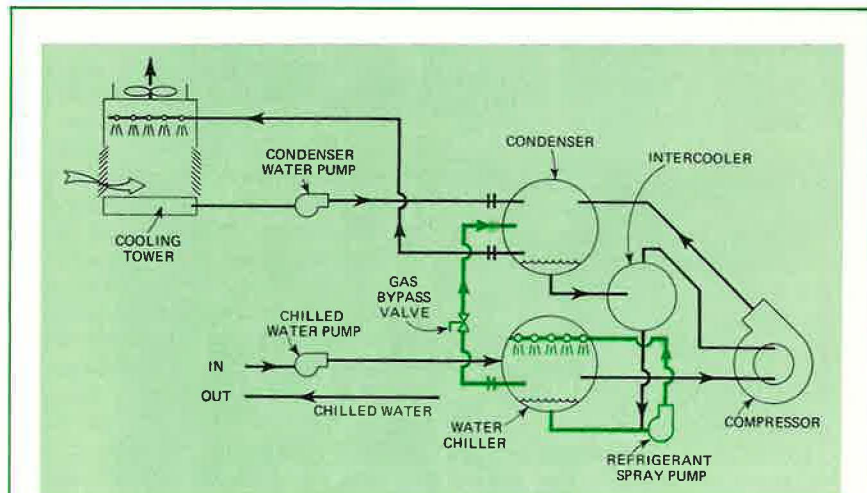 CONDENSER
INTERCOOLER
CONDENSER
WATER PUMP
COOLING
TOWER
GAS
BYPASS
VALVE
CHILLED
WATER PUMP
IN
OUT
CHILLED WATER
WATER
CHILLER
REFRIGERANT
SPRAY PUMP
COMPRESSOR